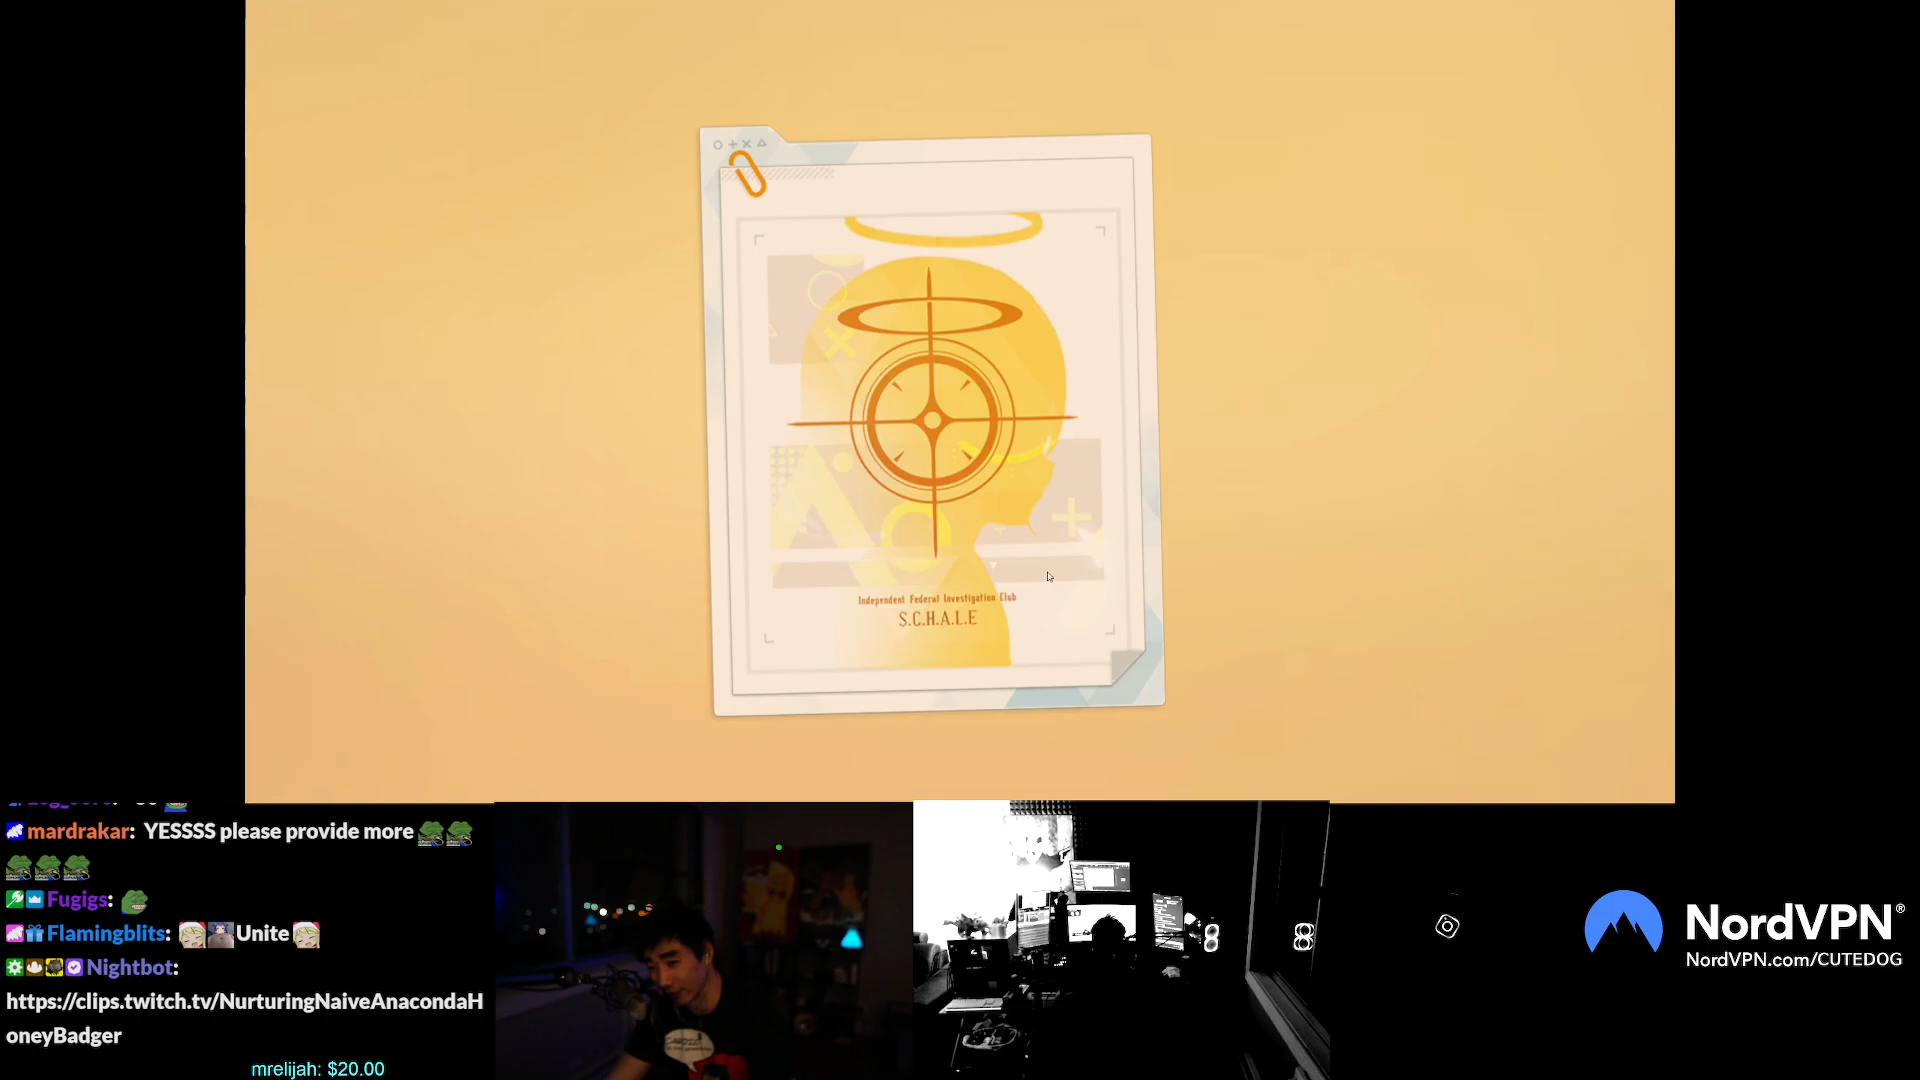 Independent Federal Investigation Club
S.C.H.A.L.E
mardrakar: YESSSS please provide more
Fugigs:
Flamingblits: Unite
Nightbot:
https://clips.twitch.tv/NurturingNaiveAnacondaH
oneyBadger
mrelijah: $20.00
NordVPN®
NordVPN.com/CUTEDOG